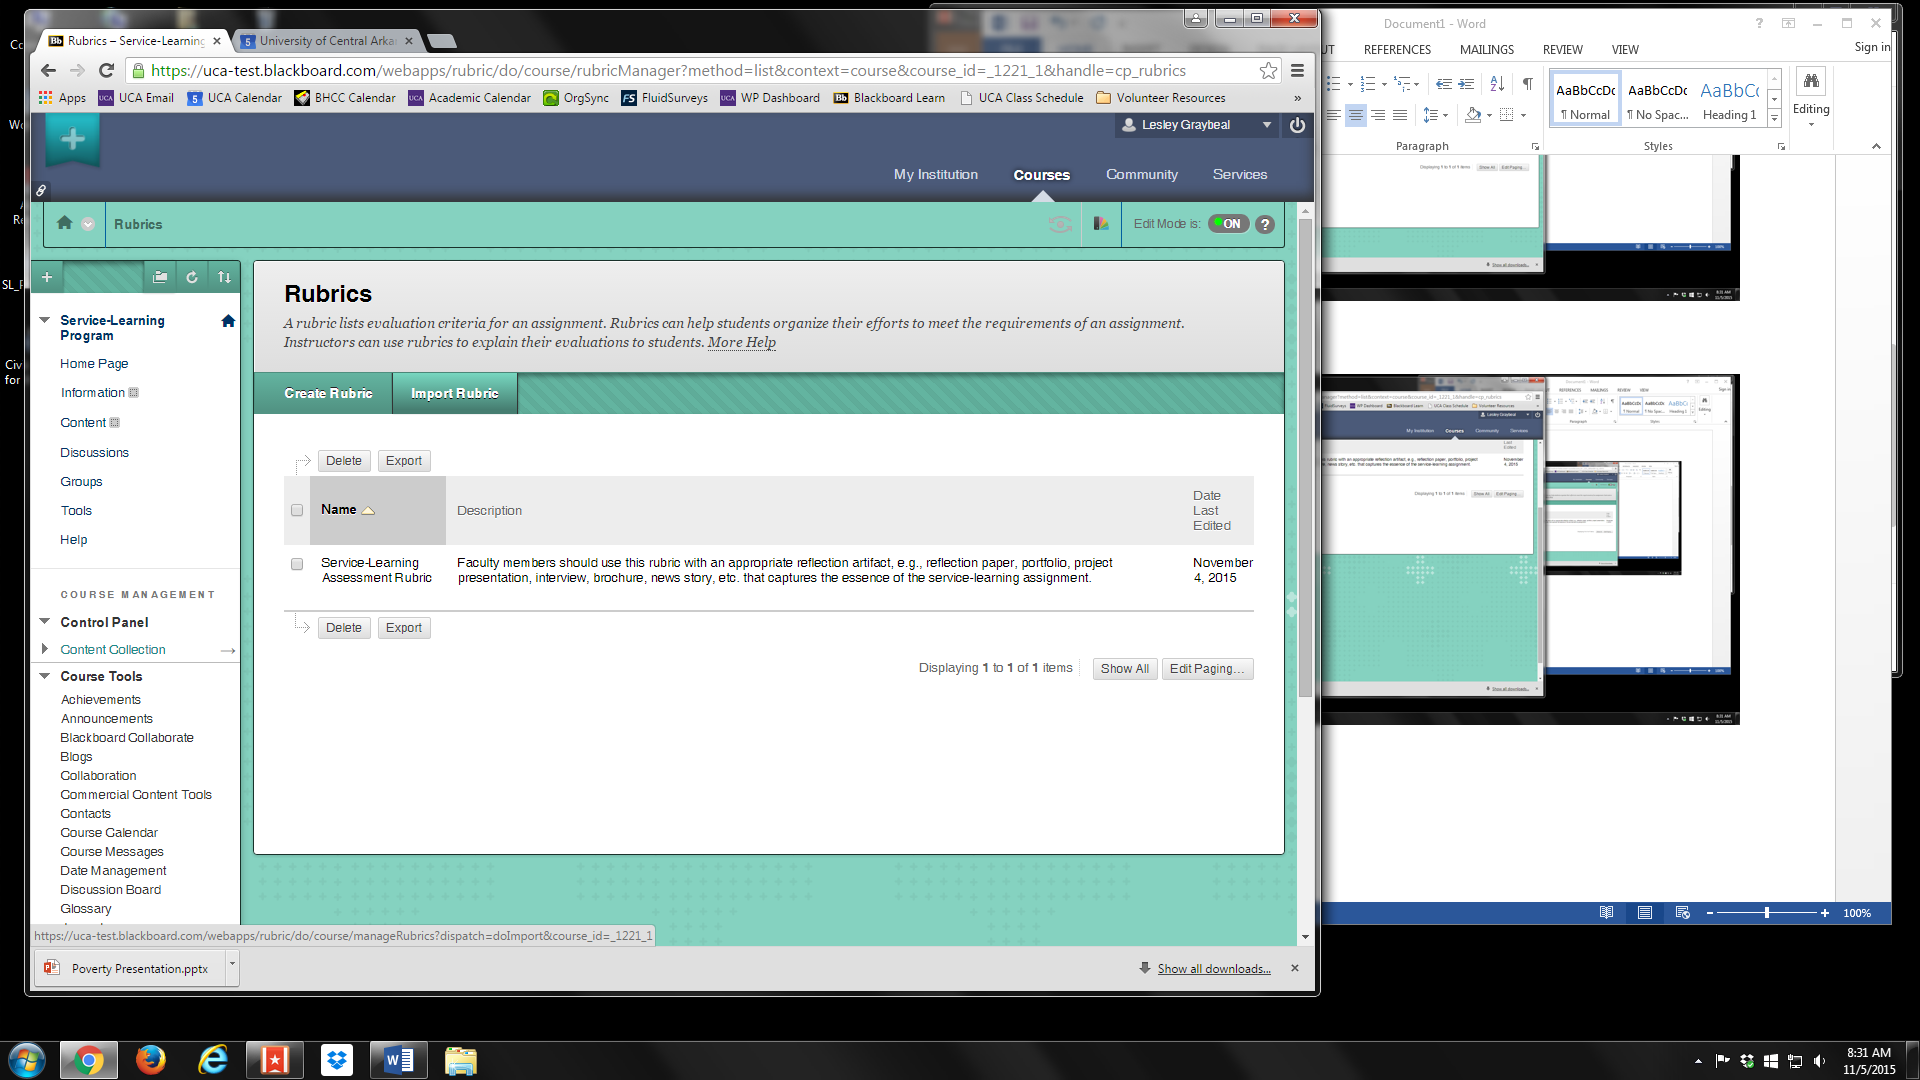 Rubrics – Service-Learning
University of Central Arka
https://uca-test.blackboard.com/webapps/rubric/do/course/rubricManager?method=list&context=course&course_id=_1221_1&handle=cp_rubrics
Apps UCA Email UCA Calendar BHCC Calendar Academic Calendar OrgSync FluidSurveys WP Dashboard Blackboard Learn UCA Class Schedule Volunteer Resources »
Lesley Graybeal
My Institution Courses Community Services
Rubrics
Edit Mode is: ON ?
Service-Learning
Program
Home Page
Information
Content
Discussions
Groups
Tools
Help
COURSE MANAGEMENT
Control Panel
Content Collection
Course Tools
Achievements
Announcements
Blackboard Collaborate
Blogs
Collaboration
Commercial Content Tools
Contacts
Course Calendar
Course Messages
Date Management
Discussion Board
Glossary
Rubrics
A rubric lists evaluation criteria for an assignment. Rubrics can help students organize their efforts to meet the requirements of an assignment.
Instructors can use rubrics to explain their evaluations to students. More Help
Create Rubric Import Rubric
Delete Export
Name Description Date
Last
Edited
Service-Learning Faculty members should use this rubric with an appropriate reflection artifact, e.g., reflection paper, portfolio, project November
Assessment Rubric presentation, interview, brochure, news story, etc. that captures the essence of the service-learning assignment. 4, 2015
Delete Export
Displaying 1 to 1 of 1 items Show All Edit Paging...
https://uca-test.blackboard.com/webapps/rubric/do/course/manageRubrics?dispatch=doImport&course_id=_1221_1
Poverty Presentation.pptx
Show all downloads...
Document1 - Word
REFERENCES MAILINGS REVIEW VIEW
Sign in
AaBbCcDc AaBbCcDc AaBbCc
¶ Normal ¶ No Spac... Heading 1
Editing
Paragraph Styles
100%
8:31 AM
11/5/2015